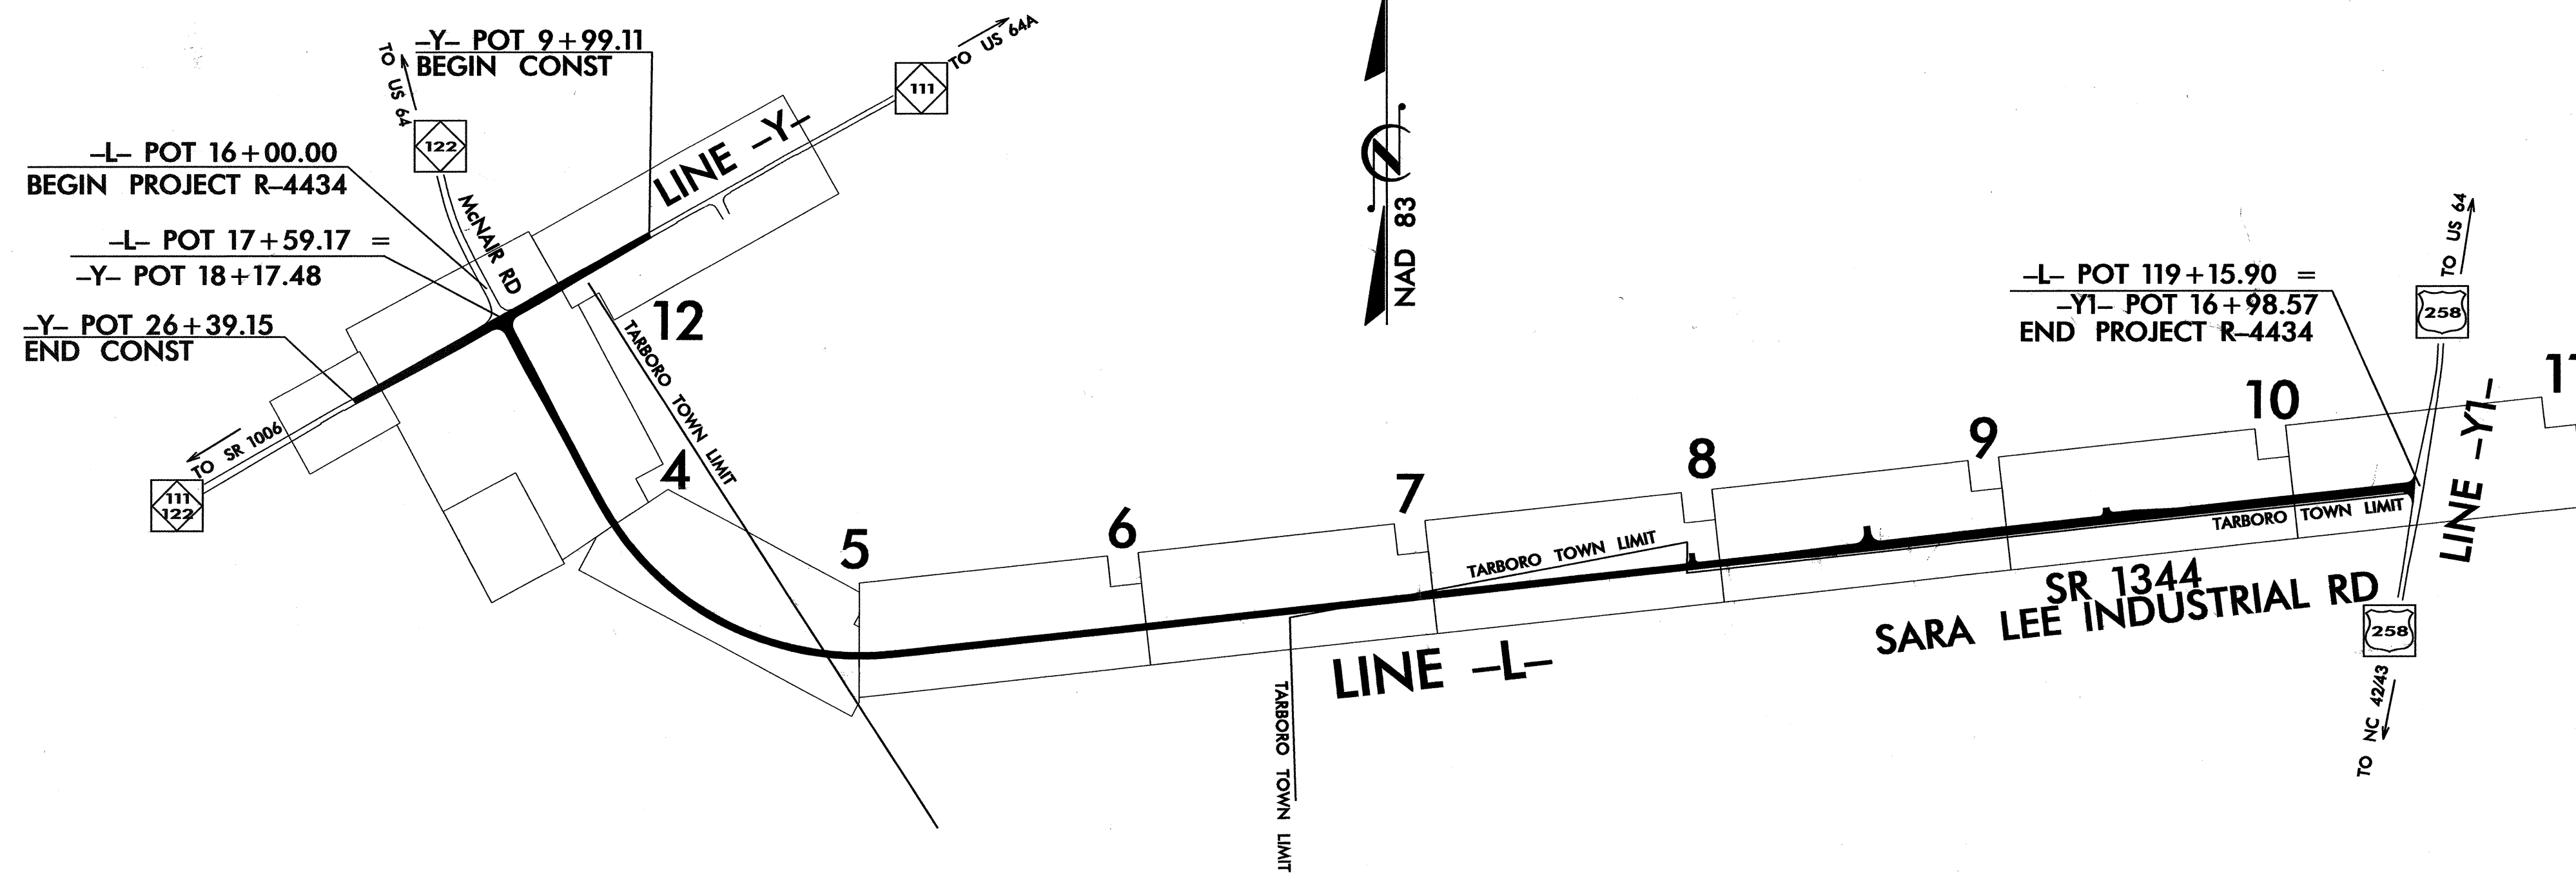 -Y- POT 9+99.11
BEGIN CONST
TO US 64
TO US 64A
111
122
-L- POT 16+00.00
BEGIN PROJECT R-4434
McNAIR RD
LINE -Y-
-L- POT 17+59.17 =
-Y- POT 18+17.48
-Y- POT 26+39.15
END CONST
TO SR 1006
111
122
12
TARBORO TOWN LIMIT
4
5
6
7
8
9
10
11
NAD 83
TARBORO TOWN LIMIT
TARBORO TOWN LIMIT
TARBORO TOWN LIMIT
LINE -L-
SR 1344
SARA LEE INDUSTRIAL RD
-L- POT 119+15.90 =
-Y1- POT 16+98.57
END PROJECT R-4434
TO US 64
258
LINE -Y1-
258
TO NC 42/43